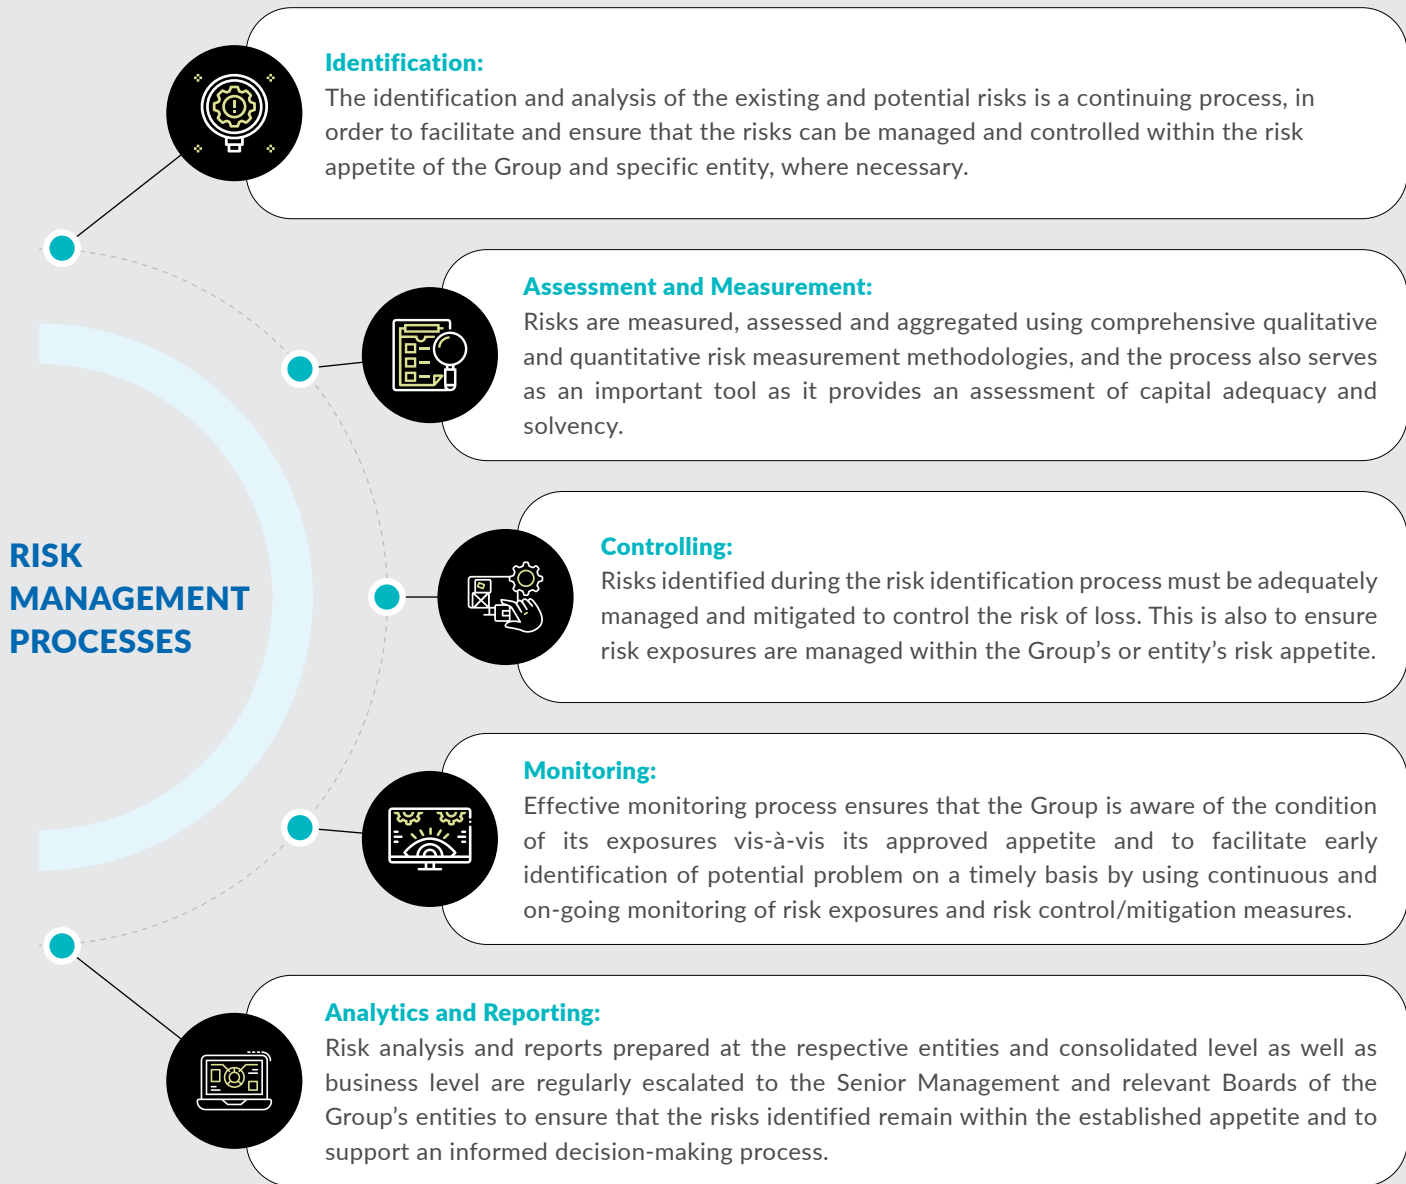 RISK
MANAGEMENT
PROCESSES
Identification:
The identification and analysis of the existing and potential risks is a continuing process, in
order to facilitate and ensure that the risks can be managed and controlled within the risk
appetite of the Group and specific entity, where necessary.
Assessment and Measurement:
Risks are measured, assessed and aggregated using comprehensive qualitative
and quantitative risk measurement methodologies, and the process also serves
as an important tool as it provides an assessment of capital adequacy and
solvency.
Controlling:
Risks identified during the risk identification process must be adequately
managed and mitigated to control the risk of loss. This is also to ensure
risk exposures are managed within the Group’s or entity’s risk appetite.
Monitoring:
Effective monitoring process ensures that the Group is aware of the condition
of its exposures vis-à-vis its approved appetite and to facilitate early
identification of potential problem on a timely basis by using continuous and
on-going monitoring of risk exposures and risk control/mitigation measures.
Analytics and Reporting:
Risk analysis and reports prepared at the respective entities and consolidated level as well as
business level are regularly escalated to the Senior Management and relevant Boards of the
Group’s entities to ensure that the risks identified remain within the established appetite and to
support an informed decision-making process.